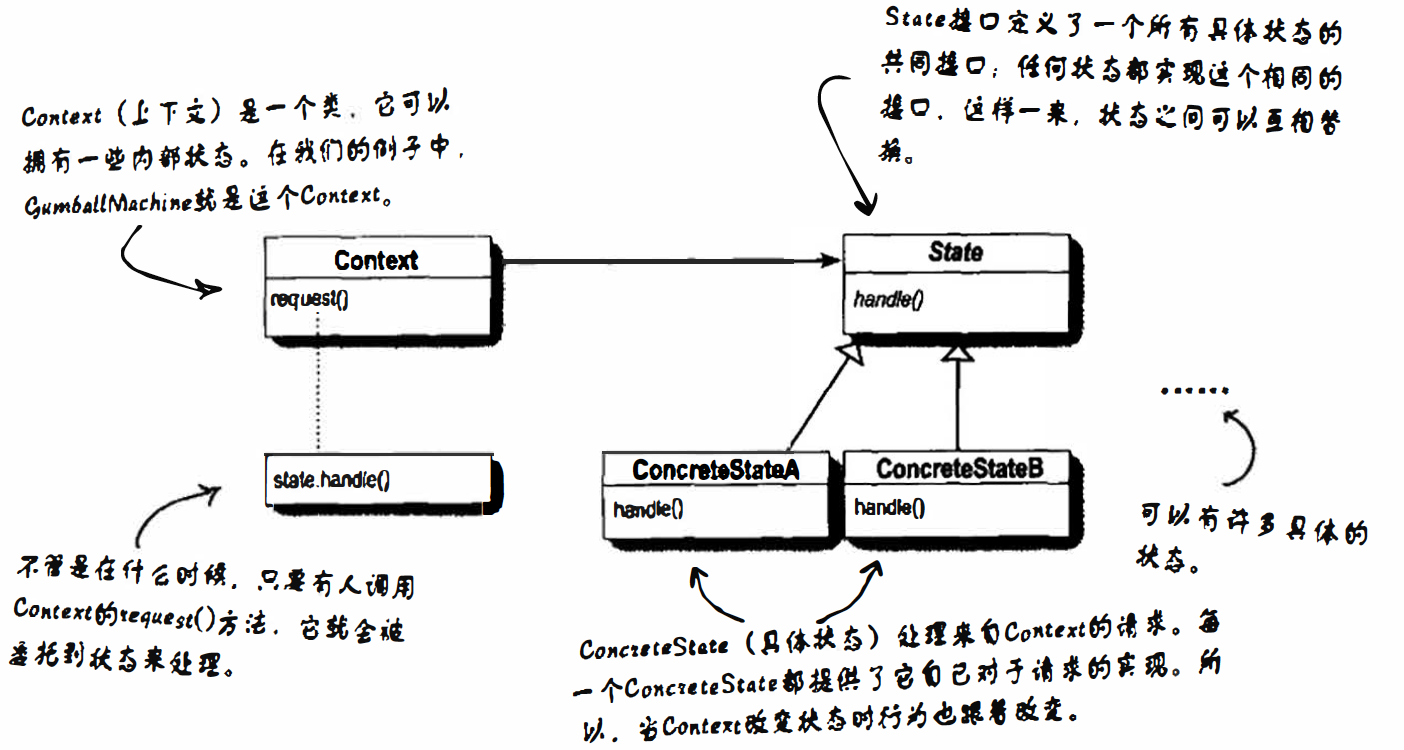 State接口定义了一个所有具体状态的
共同接口；任何状态都实现这个相同的
接口，这样一来，状态之间可以互相替
换。
Context（上下文）是一个类，它可以
拥有一些内部状态。在我们的例子中，
GumballMachine就是这个Context。
Context
request()
State
handle()
state.handle()
ConcreteStateA
handle()
ConcreteStateB
handle()
......
可以有许多具体的
状态。
不管是在什么时候，只要有人调用
Context的request()方法，它就会被
委托到状态来处理。
ConcreteState（具体状态）处理来自Context的请求。每
一个ConcreteState都提供了它自己对于请求的实现。所
以，当Context改变状态时行为也跟着改变。